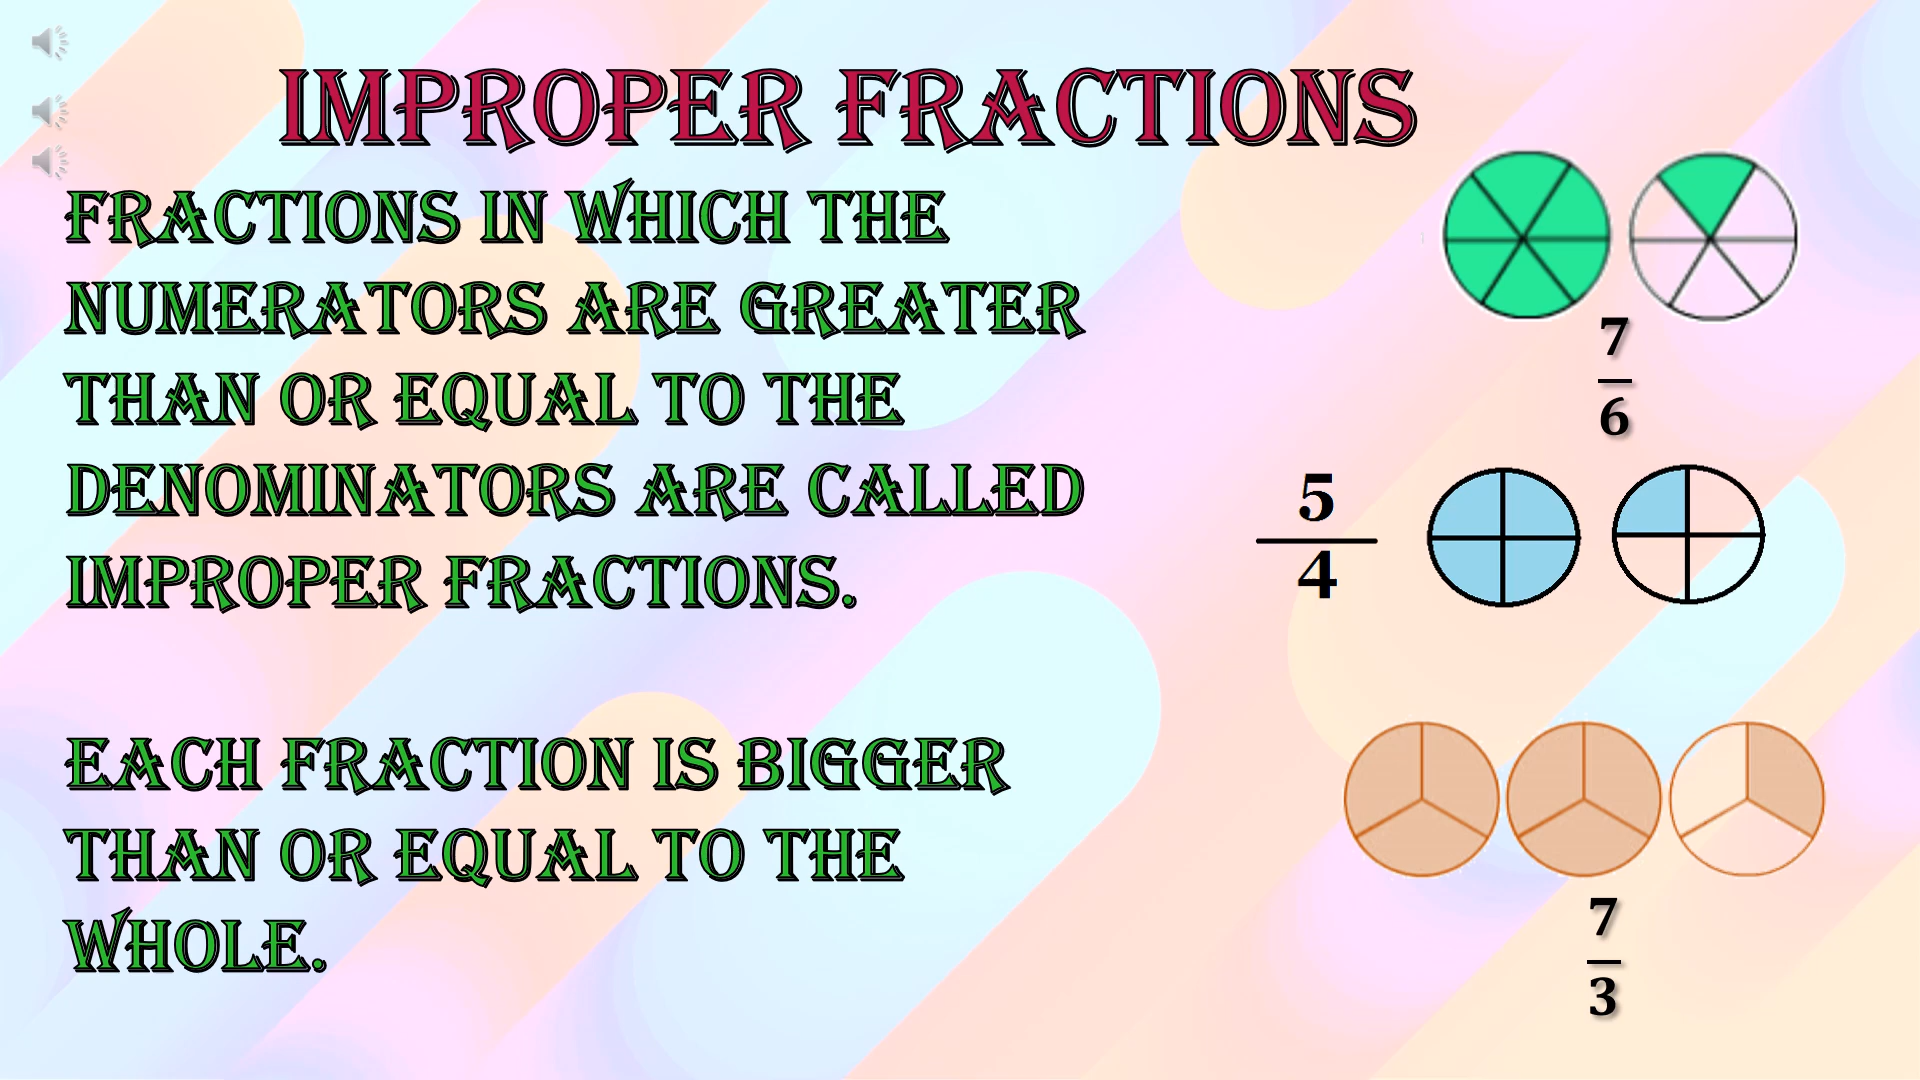 IMPROPER FRACTIONS
FRACTIONS IN WHICH THE
NUMERATORS ARE GREATER
THAN OR EQUAL TO THE
DENOMINATORS ARE CALLED
IMPROPER FRACTIONS.
EACH FRACTION IS BIGGER
THAN OR EQUAL TO THE
WHOLE.
7
6
5
4
7
3